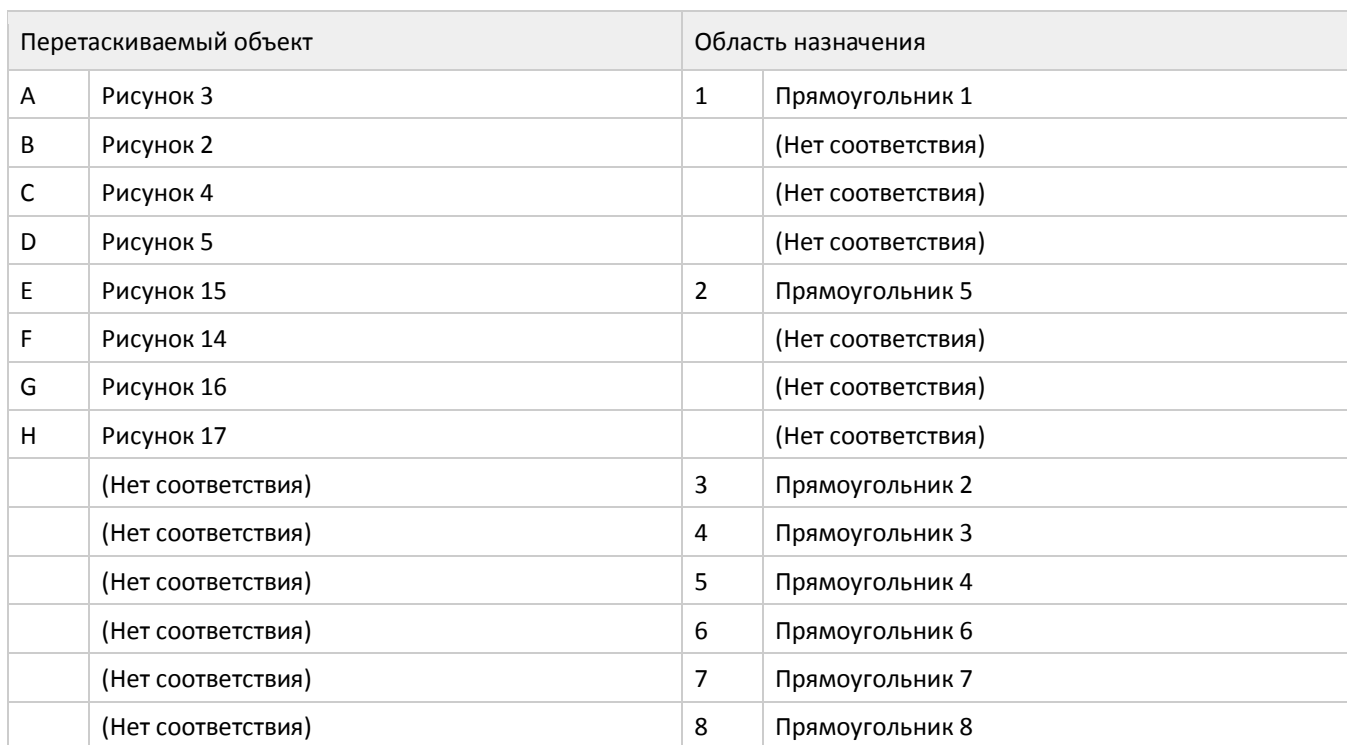 Перетаскиваемый объект Область назначения
A Рисунок 3 1 Прямоугольник 1
B Рисунок 2 (Нет соответствия)
C Рисунок 4 (Нет соответствия)
D Рисунок 5 (Нет соответствия)
E Рисунок 15 2 Прямоугольник 5
F Рисунок 14 (Нет соответствия)
G Рисунок 16 (Нет соответствия)
H Рисунок 17 (Нет соответствия)
(Нет соответствия) 3 Прямоугольник 2
(Нет соответствия) 4 Прямоугольник 3
(Нет соответствия) 5 Прямоугольник 4
(Нет соответствия) 6 Прямоугольник 6
(Нет соответствия) 7 Прямоугольник 7
(Нет соответствия) 8 Прямоугольник 8